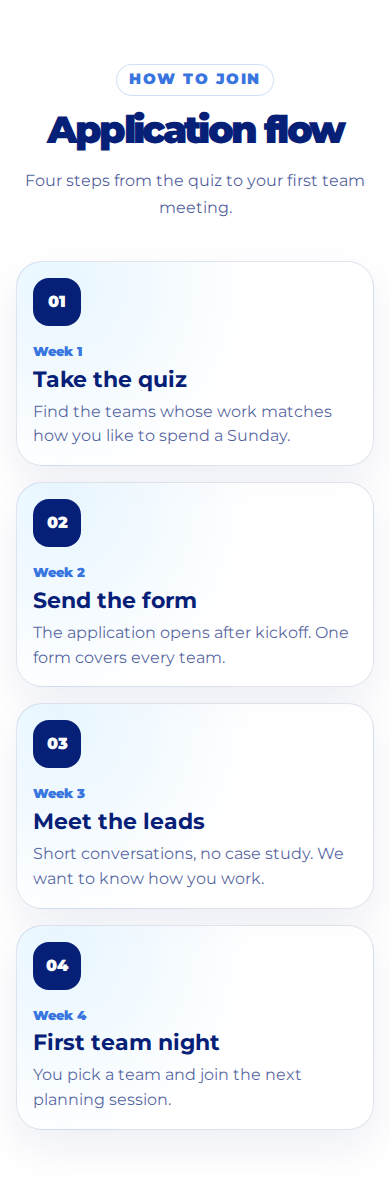 HOW TO JOIN
Application flow
Four steps from the quiz to your first team
meeting.
01
Week 1
Take the quiz
Find the teams whose work matches
how you like to spend a Sunday.
02
Week 2
Send the form
The application opens after kickoff. One
form covers every team.
03
Week 3
Meet the leads
Short conversations, no case study. We
want to know how you work.
04
Week 4
First team night
You pick a team and join the next
planning session.